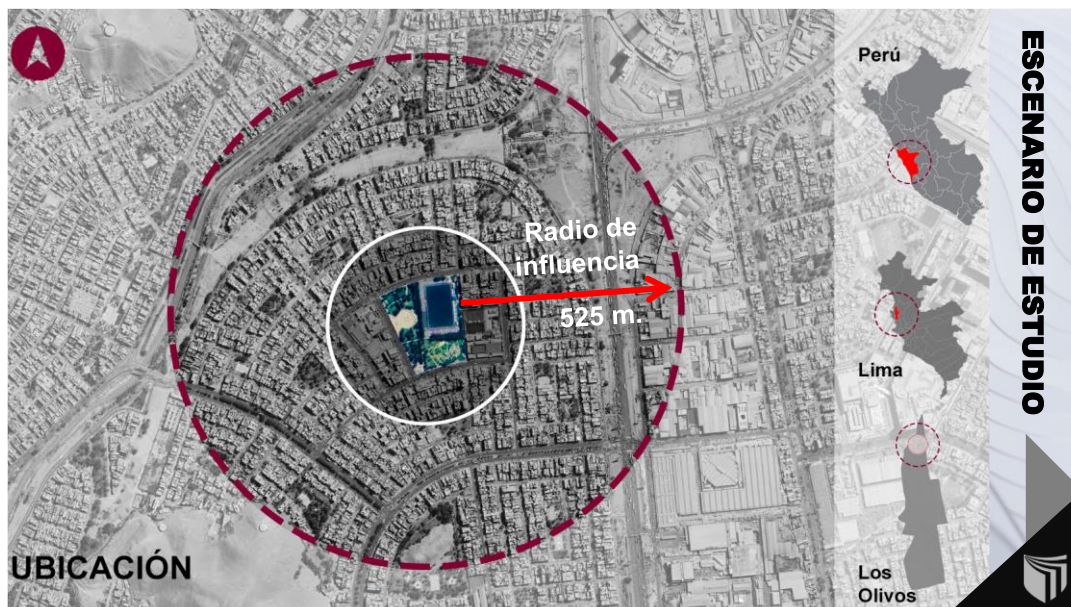 Perú
ESCENARIO DE ESTUDIO
Radio de
influencia
525 m.
Lima
UBICACIÓN
Los
Olivos